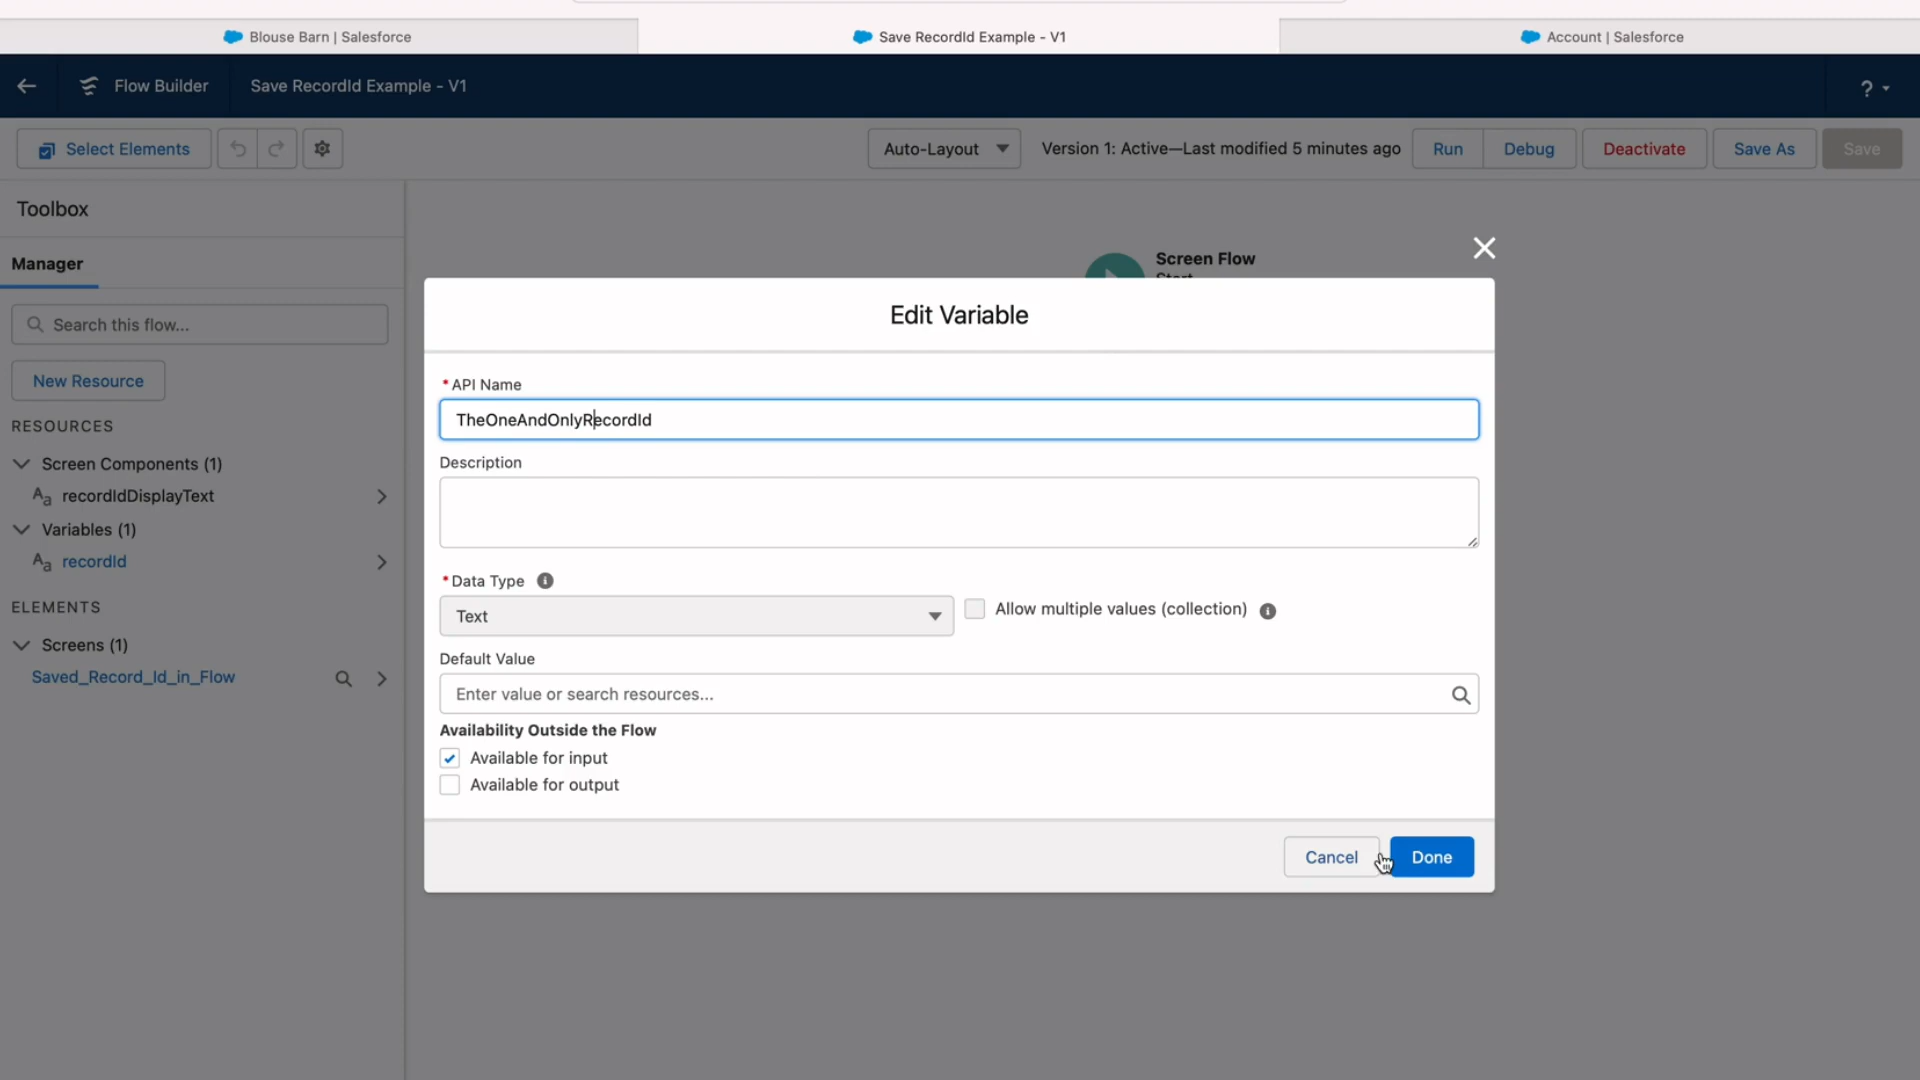 Blouse Barn | Salesforce
Save RecordId Example - V1
Account | Salesforce
Flow Builder
Save RecordId Example - V1
?
Select Elements
Auto-Layout
Version 1: Active—Last modified 5 minutes ago
Run
Debug
Deactivate
Save As
Save
Toolbox
Manager
Search this flow...
New Resource
RESOURCES
Screen Components (1)
Aa recordIdDisplayText
Variables (1)
Aa recordId
ELEMENTS
Screens (1)
Saved_Record_Id_in_Flow
Screen Flow
Start
Edit Variable
* API Name
TheOneAndOnlyRecordId
Description
* Data Type
Text
Allow multiple values (collection)
Default Value
Enter value or search resources...
Availability Outside the Flow
Available for input
Available for output
Cancel
Done